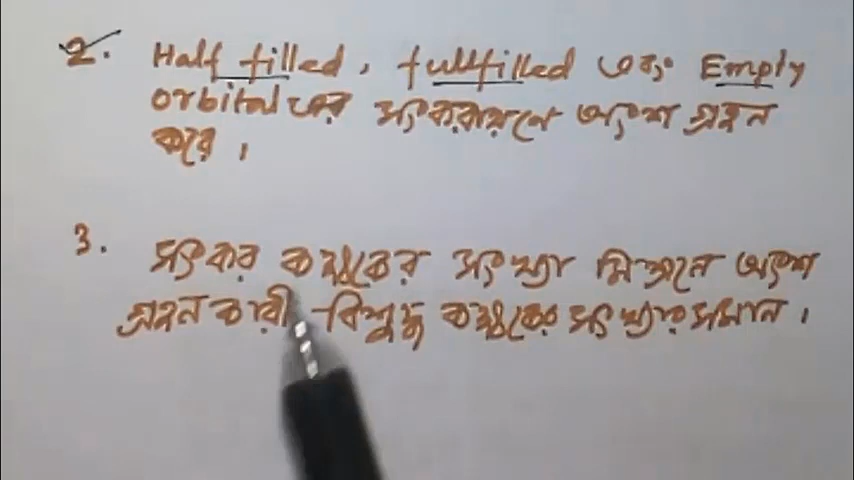 ২. Half filled, fullfilled এবং Empty
orbital এর সংকরায়ণে অংশ গ্রহন
করে।
3. সংকর কক্ষকের সংখ্যা মিশ্রনে অংশ
গ্রহনকারী বিশুদ্ধ কক্ষকের সংখ্যার সমান।